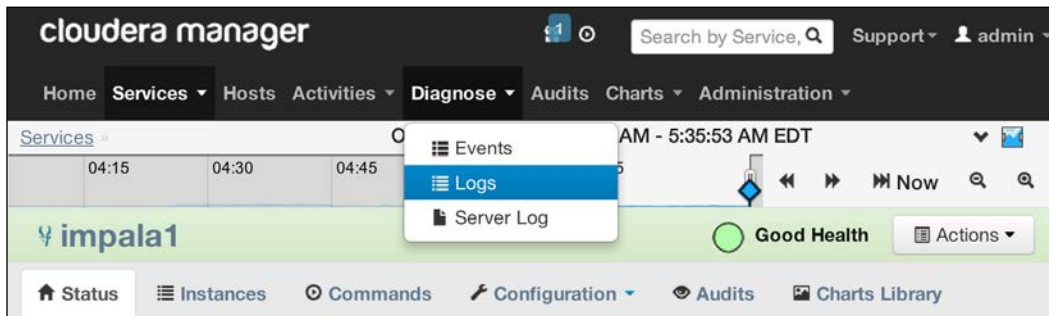 cloudera manager 1 Search by Service, Support admin
Home Services Hosts Activities Diagnose Audits Charts Administration
Services » AM - 5:35:53 AM EDT
Events
04:15 04:30 04:45
Logs
Now
Server Log
impala1 Good Health Actions
Status Instances Commands Configuration Audits Charts Library